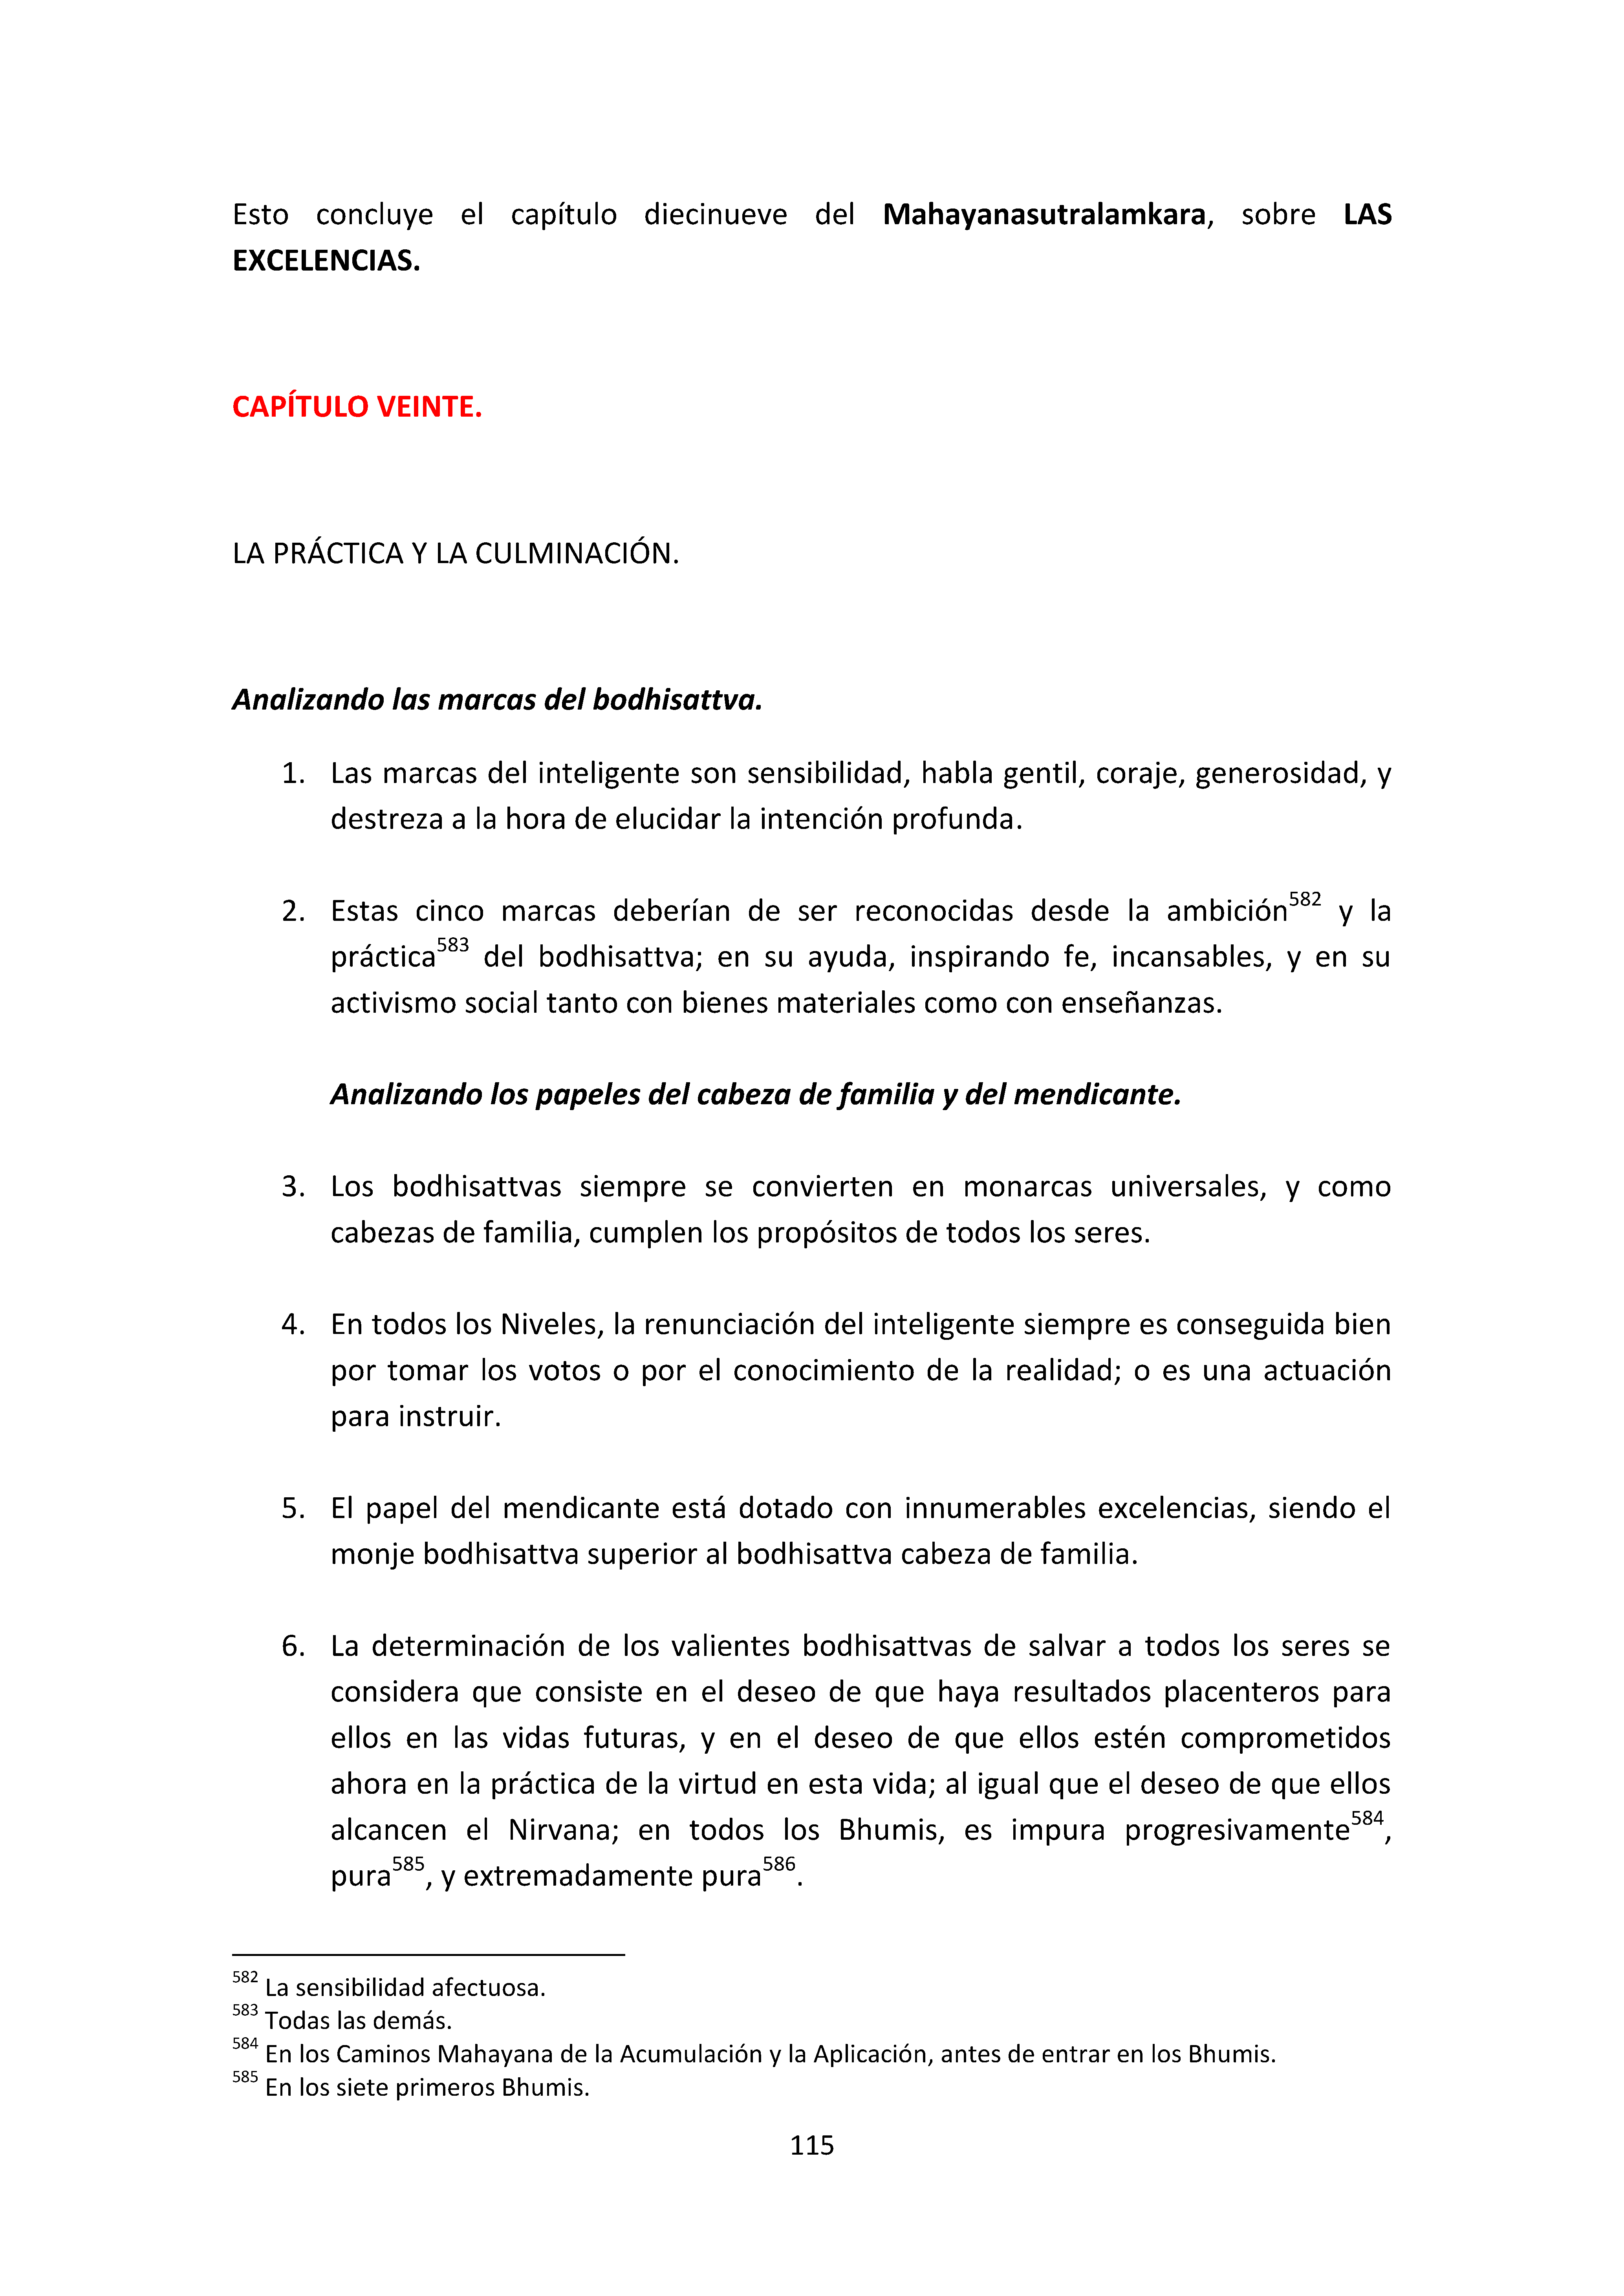 Esto concluye el capítulo diecinueve del Mahayanasutralamkara, sobre LAS
EXCELENCIAS.
CAPÍTULO VEINTE.
LA PRÁCTICA Y LA CULMINACIÓN.
Analizando las marcas del bodhisattva.
1. Las marcas del inteligente son sensibilidad, habla gentil, coraje, generosidad, y
destreza a la hora de elucidar la intención profunda.
2. Estas cinco marcas deberían de ser reconocidas desde la ambición582 y la
práctica583 del bodhisattva; en su ayuda, inspirando fe, incansables, y en su
activismo social tanto con bienes materiales como con enseñanzas.
Analizando los papeles del cabeza de familia y del mendicante.
3. Los bodhisattvas siempre se convierten en monarcas universales, y como
cabezas de familia, cumplen los propósitos de todos los seres.
4. En todos los Niveles, la renunciación del inteligente siempre es conseguida bien
por tomar los votos o por el conocimiento de la realidad; o es una actuación
para instruir.
5. El papel del mendicante está dotado con innumerables excelencias, siendo el
monje bodhisattva superior al bodhisattva cabeza de familia.
6. La determinación de los valientes bodhisattvas de salvar a todos los seres se
considera que consiste en el deseo de que haya resultados placenteros para
ellos en las vidas futuras, y en el deseo de que ellos estén comprometidos
ahora en la práctica de la virtud en esta vida; al igual que el deseo de que ellos
alcancen el Nirvana; en todos los Bhumis, es impura progresivamente584,
pura585, y extremadamente pura586.
582 La sensibilidad afectuosa.
583 Todas las demás.
584 En los Caminos Mahayana de la Acumulación y la Aplicación, antes de entrar en los Bhumis.
585 En los siete primeros Bhumis.
115